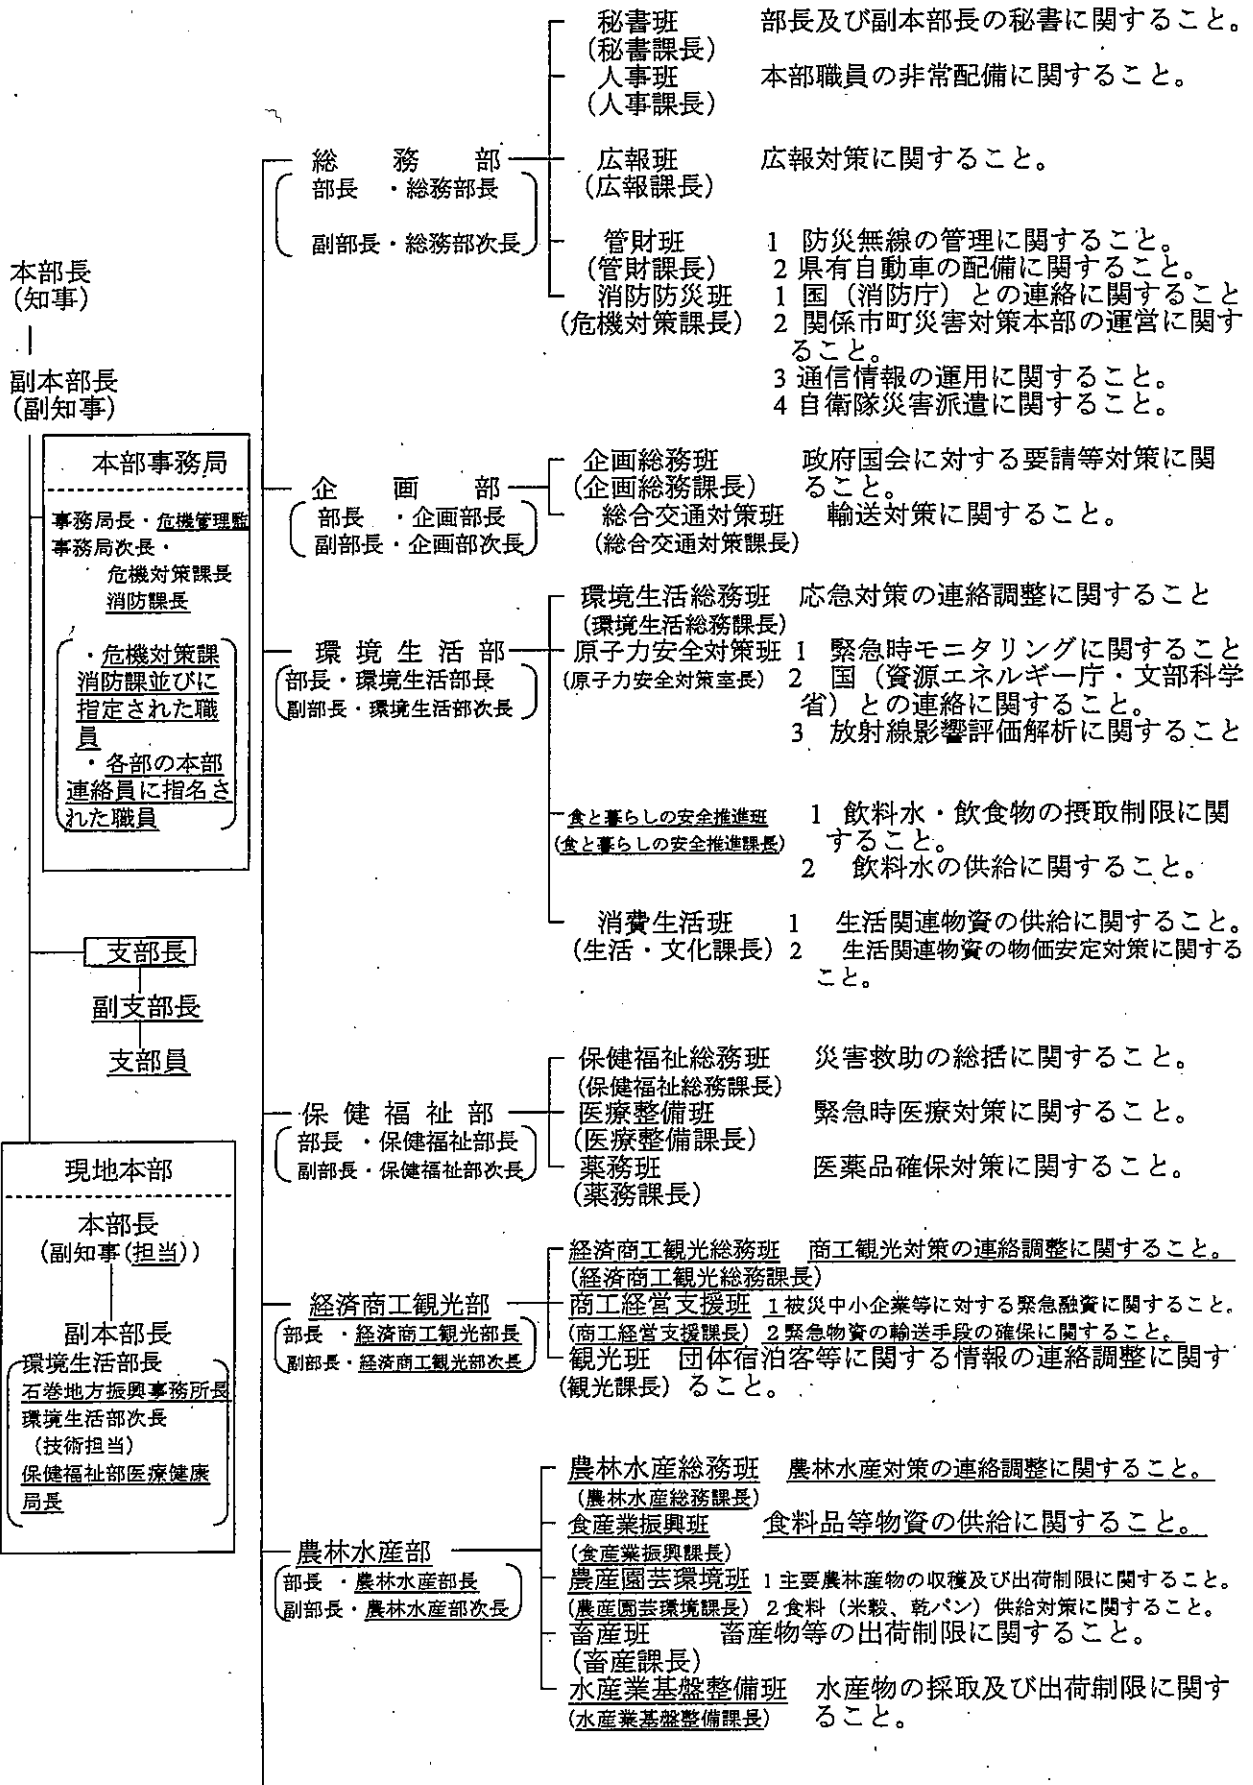 本部長
(知事)
副本部長
(副知事)
本部事務局
事務局長・危機管理監
事務局次長・
危機対策課長
消防課長
・危機対策課
消防課並びに
指定された職
員
・各部の本部
連絡員に指名さ
れた職員
支部長
副支部長
支部員
現地本部
本部長
(副知事(担当))
副本部長
環境生活部長
石巻地方振興事務所長
環境生活部次長
(技術担当)
保健福祉部医療健康
局長
総務部
部長・総務部長
副部長・総務部次長
秘書班 部長及び副本部長の秘書に関すること。
(秘書課長)
人事班 本部職員の非常配備に関すること。
(人事課長)
広報班 広報対策に関すること。
(広報課長)
管財班 1 防災無線の管理に関すること。
(管財課長) 2 県有自動車の配備に関すること。
消防防災班 1 国(消防庁)との連絡に関すること
(危機対策課長) 2 関係市町災害対策本部の運営に関す
ること。
3 通信情報の運用に関すること。
4 自衛隊災害派遣に関すること。
企画部
部長・企画部長
副部長・企画部次長
企画総務班 政府国会に対する要請等対策に関
(企画総務課長) ること。
総合交通対策班 輸送対策に関すること。
(総合交通対策課長)
環境生活部
部長・環境生活部長
副部長・環境生活部次長
環境生活総務班 応急対策の連絡調整に関すること
(環境生活総務課長)
原子力安全対策班 1 緊急時モニタリングに関すること
(原子力安全対策室長) 2 国(資源エネルギー庁・文部科学
省)との連絡に関すること。
3 放射線影響評価解析に関すること
食と暮らしの安全推進班 1 飲料水・飲食物の摂取制限に関
(食と暮らしの安全推進課長) すること。
2 飲料水の供給に関すること。
消費生活班 1 生活関連物資の供給に関すること。
(生活・文化課長) 2 生活関連物資の物価安定対策に関する
こと。
保健福祉部
部長・保健福祉部長
副部長・保健福祉部次長
保健福祉総務班 災害救助の総括に関すること。
(保健福祉総務課長)
医療整備班 緊急時医療対策に関すること。
(医療整備課長)
薬務班 医薬品確保対策に関すること。
(薬務課長)
経済商工観光部
部長・経済商工観光部長
副部長・経済商工観光部次長
経済商工観光総務班 商工観光対策の連絡調整に関すること。
(経済商工観光総務課長)
商工経営支援班 1 被災中小企業等に対する緊急融資に関すること。
(商工経営支援課長) 2 緊急物資の輸送手段の確保に関すること。
観光班 団体宿泊客等に関する情報の連絡調整に関す
(観光課長) ること。
農林水産部
部長・農林水産部長
副部長・農林水産部次長
農林水産総務班 農林水産対策の連絡調整に関すること。
(農林水産総務課長)
食産業振興班 食料品等物資の供給に関すること。
(食産業振興課長)
農産園芸環境班 1 主要農林産物の収穫及び出荷制限に関すること。
(農産園芸環境課長) 2 食料(米穀、乾パン)供給対策に関すること。
畜産班 畜産物等の出荷制限に関すること。
(畜産課長)
水産業基盤整備班 水産物の採取及び出荷制限に関す
(水産業基盤整備課長) ること。